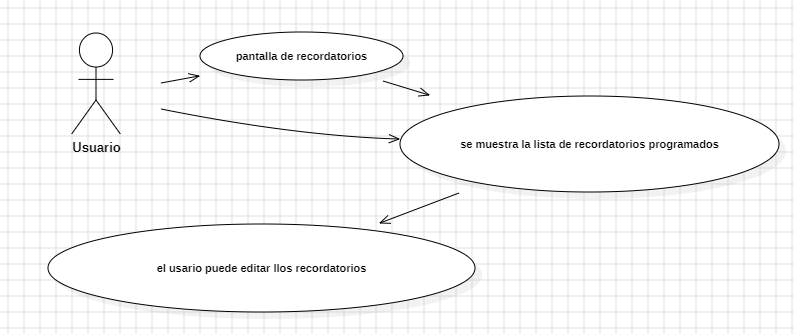 pantalla de recordatorios
se muestra la lista de recordatorios programados
Usuario
el usario puede editar llos recordatorios